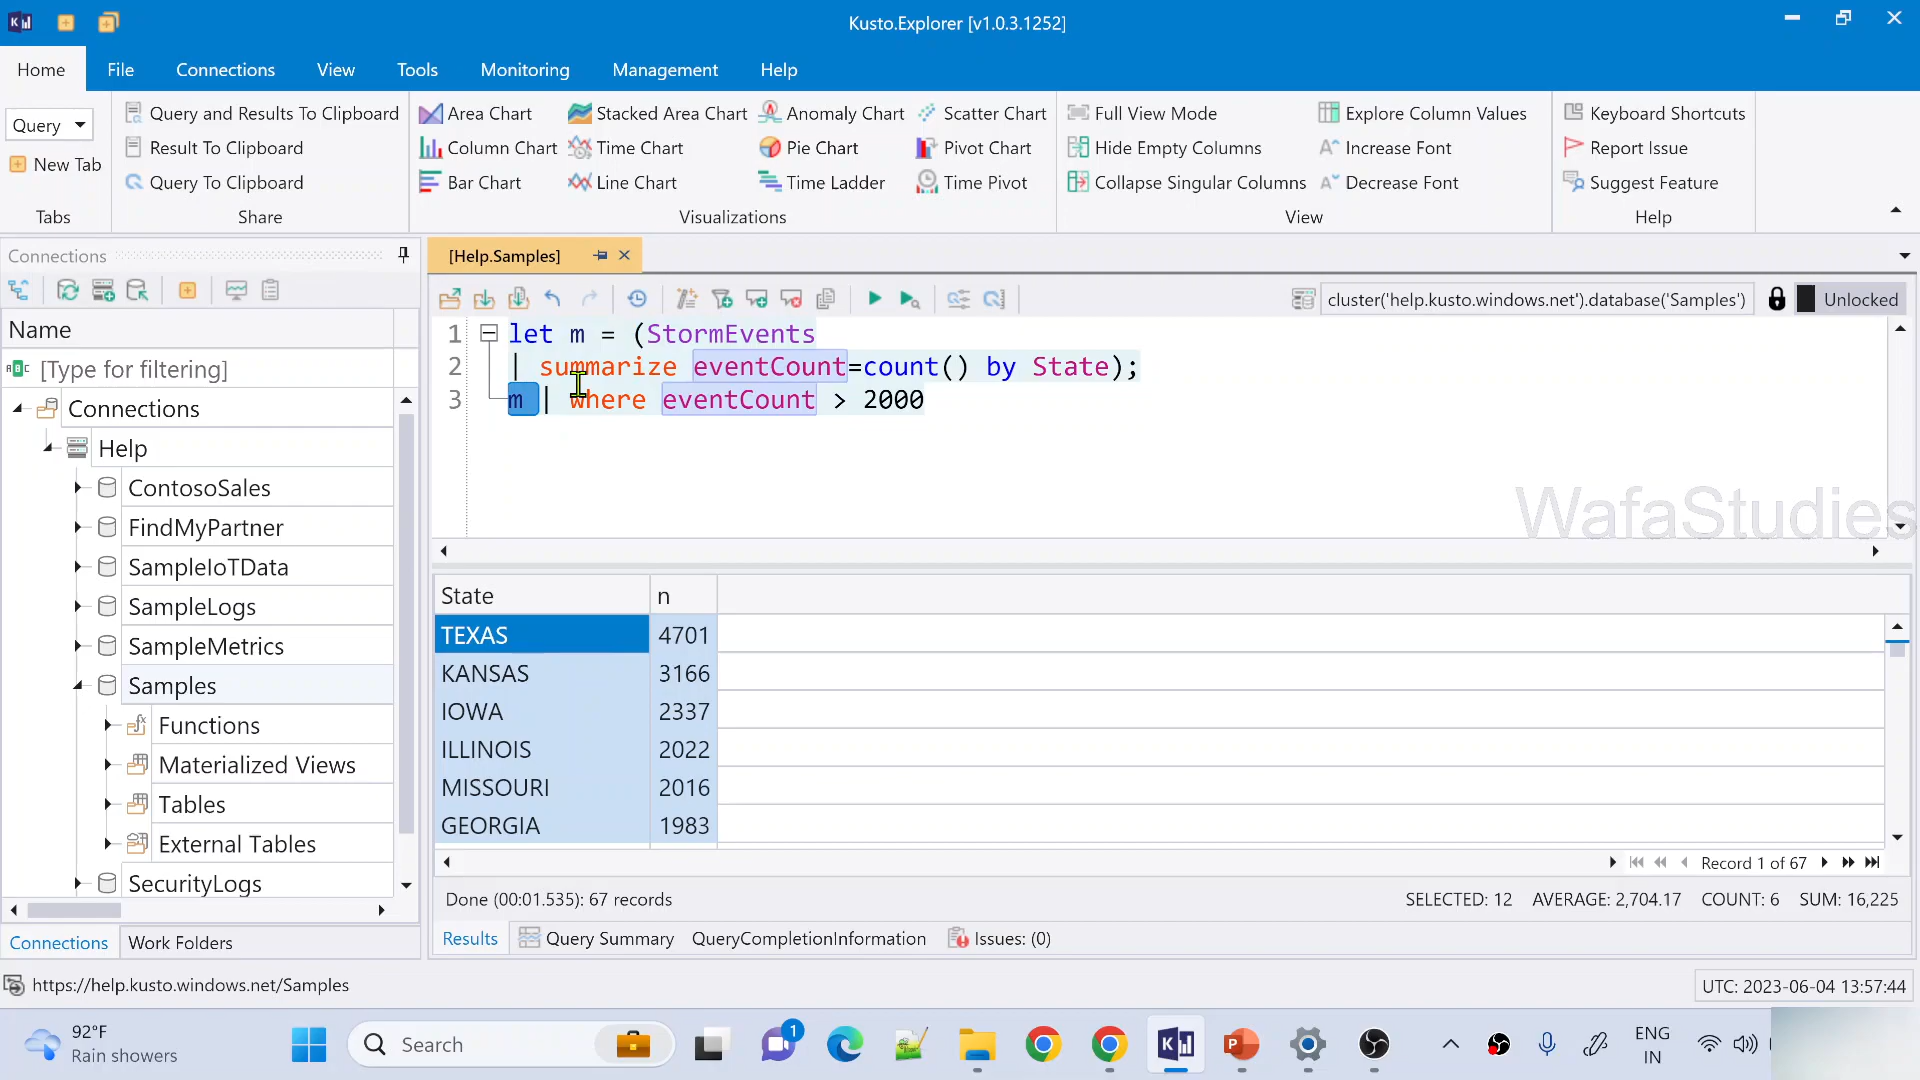 Kusto.Explorer [v1.0.3.1252]
Home File Connections View Tools Monitoring Management Help
Query
New Tab
Tabs
Query and Results To Clipboard
Result To Clipboard
Query To Clipboard
Share
Area Chart Stacked Area Chart Anomaly Chart Scatter Chart
Column Chart Time Chart Pie Chart Pivot Chart
Bar Chart Line Chart Time Ladder Time Pivot
Visualizations
Full View Mode Explore Column Values
Hide Empty Columns Increase Font
Collapse Singular Columns Decrease Font
View
Keyboard Shortcuts
Report Issue
Suggest Feature
Help
Connections
Name
[Type for filtering]
Connections
Help
ContosoSales
FindMyPartner
SampleIoTData
SampleLogs
SampleMetrics
Samples
Functions
Materialized Views
Tables
External Tables
SecurityLogs
Connections Work Folders
[Help.Samples]
cluster('help.kusto.windows.net').database('Samples') Unlocked
1 let m = (StormEvents
2 | summarize eventCount=count() by State);
3 m | where eventCount > 2000
WafaStudies
State n
TEXAS 4701
KANSAS 3166
IOWA 2337
ILLINOIS 2022
MISSOURI 2016
GEORGIA 1983
Record 1 of 67
Done (00:01.535): 67 records SELECTED: 12 AVERAGE: 2,704.17 COUNT: 6 SUM: 16,225
Results Query Summary QueryCompletionInformation Issues: (0)
https://help.kusto.windows.net/Samples UTC: 2023-06-04 13:57:44
92°F
Rain showers
Search
1
ENG
IN